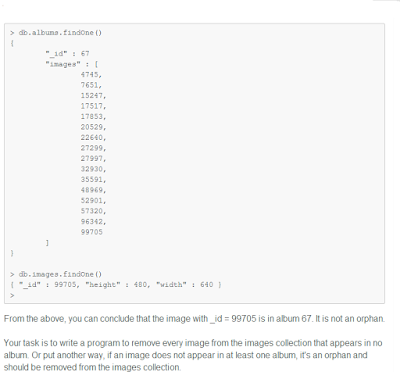 > db.albums.findOne()
{
"_id" : 67
"images" : [
4745,
7651,
15247,
17517,
17853,
20529,
22640,
27299,
27997,
32930,
35591,
48969,
52901,
57320,
96342,
99705
]
}
> db.images.findOne()
{ "_id" : 99705, "height" : 480, "width" : 640 }
>
From the above, you can conclude that the image with _id = 99705 is in album 67. It is not an orphan.
Your task is to write a program to remove every image from the images collection that appears in no
album. Or put another way, if an image does not appear in at least one album, it's an orphan and
should be removed from the images collection.